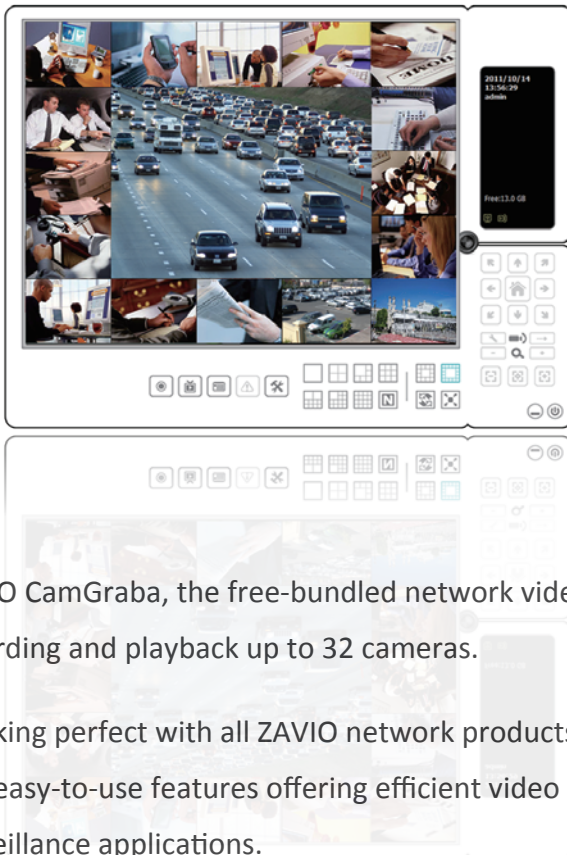 2011/10/14
13:56:29
admin
Free:13.0 GB
N
O CamGraba, the free-bundled network vide
rding and playback up to 32 cameras.
king perfect with all ZAVIO network products
easy-to-use features offering efficient video
eillance applications.